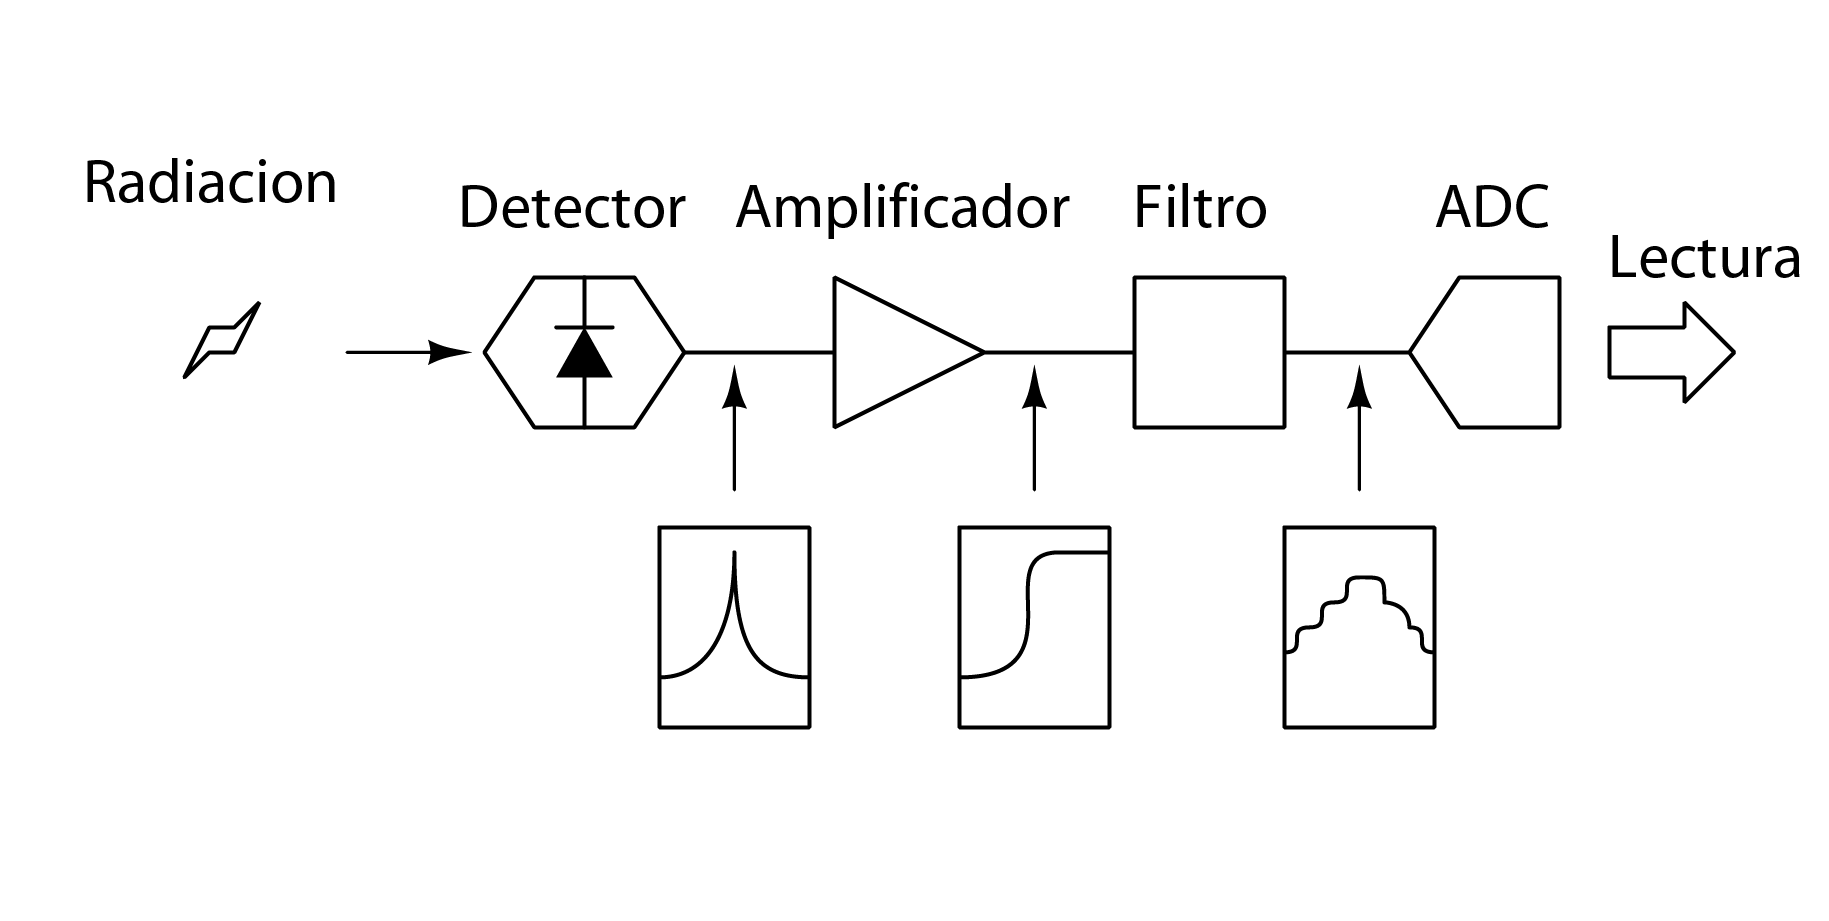 Radiacion
Detector
Amplificador
Filtro
ADC
Lectura